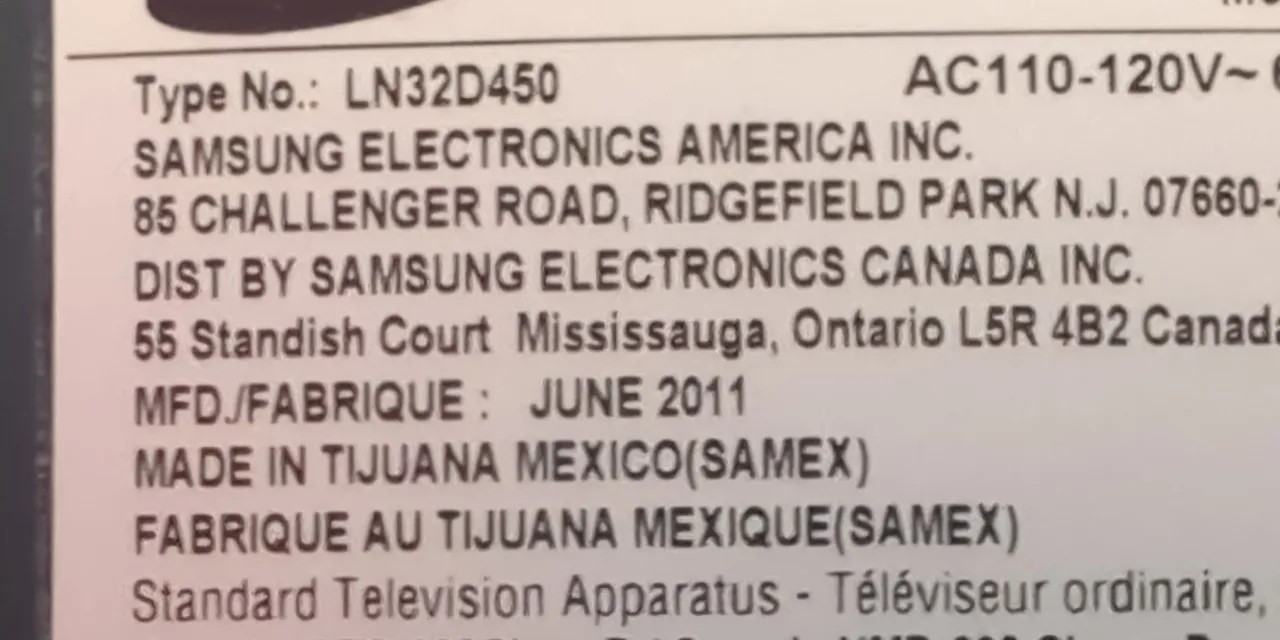 Type No.: LN32D450 AC110-120V~
SAMSUNG ELECTRONICS AMERICA INC.
85 CHALLENGER ROAD, RIDGEFIELD PARK N.J. 07660-
DIST BY SAMSUNG ELECTRONICS CANADA INC.
55 Standish Court Mississauga, Ontario L5R 4B2 Canada
MFD./FABRIQUE : JUNE 2011
MADE IN TIJUANA MEXICO(SAMEX)
FABRIQUE AU TIJUANA MEXIQUE(SAMEX)
Standard Television Apparatus - Téléviseur ordinaire,